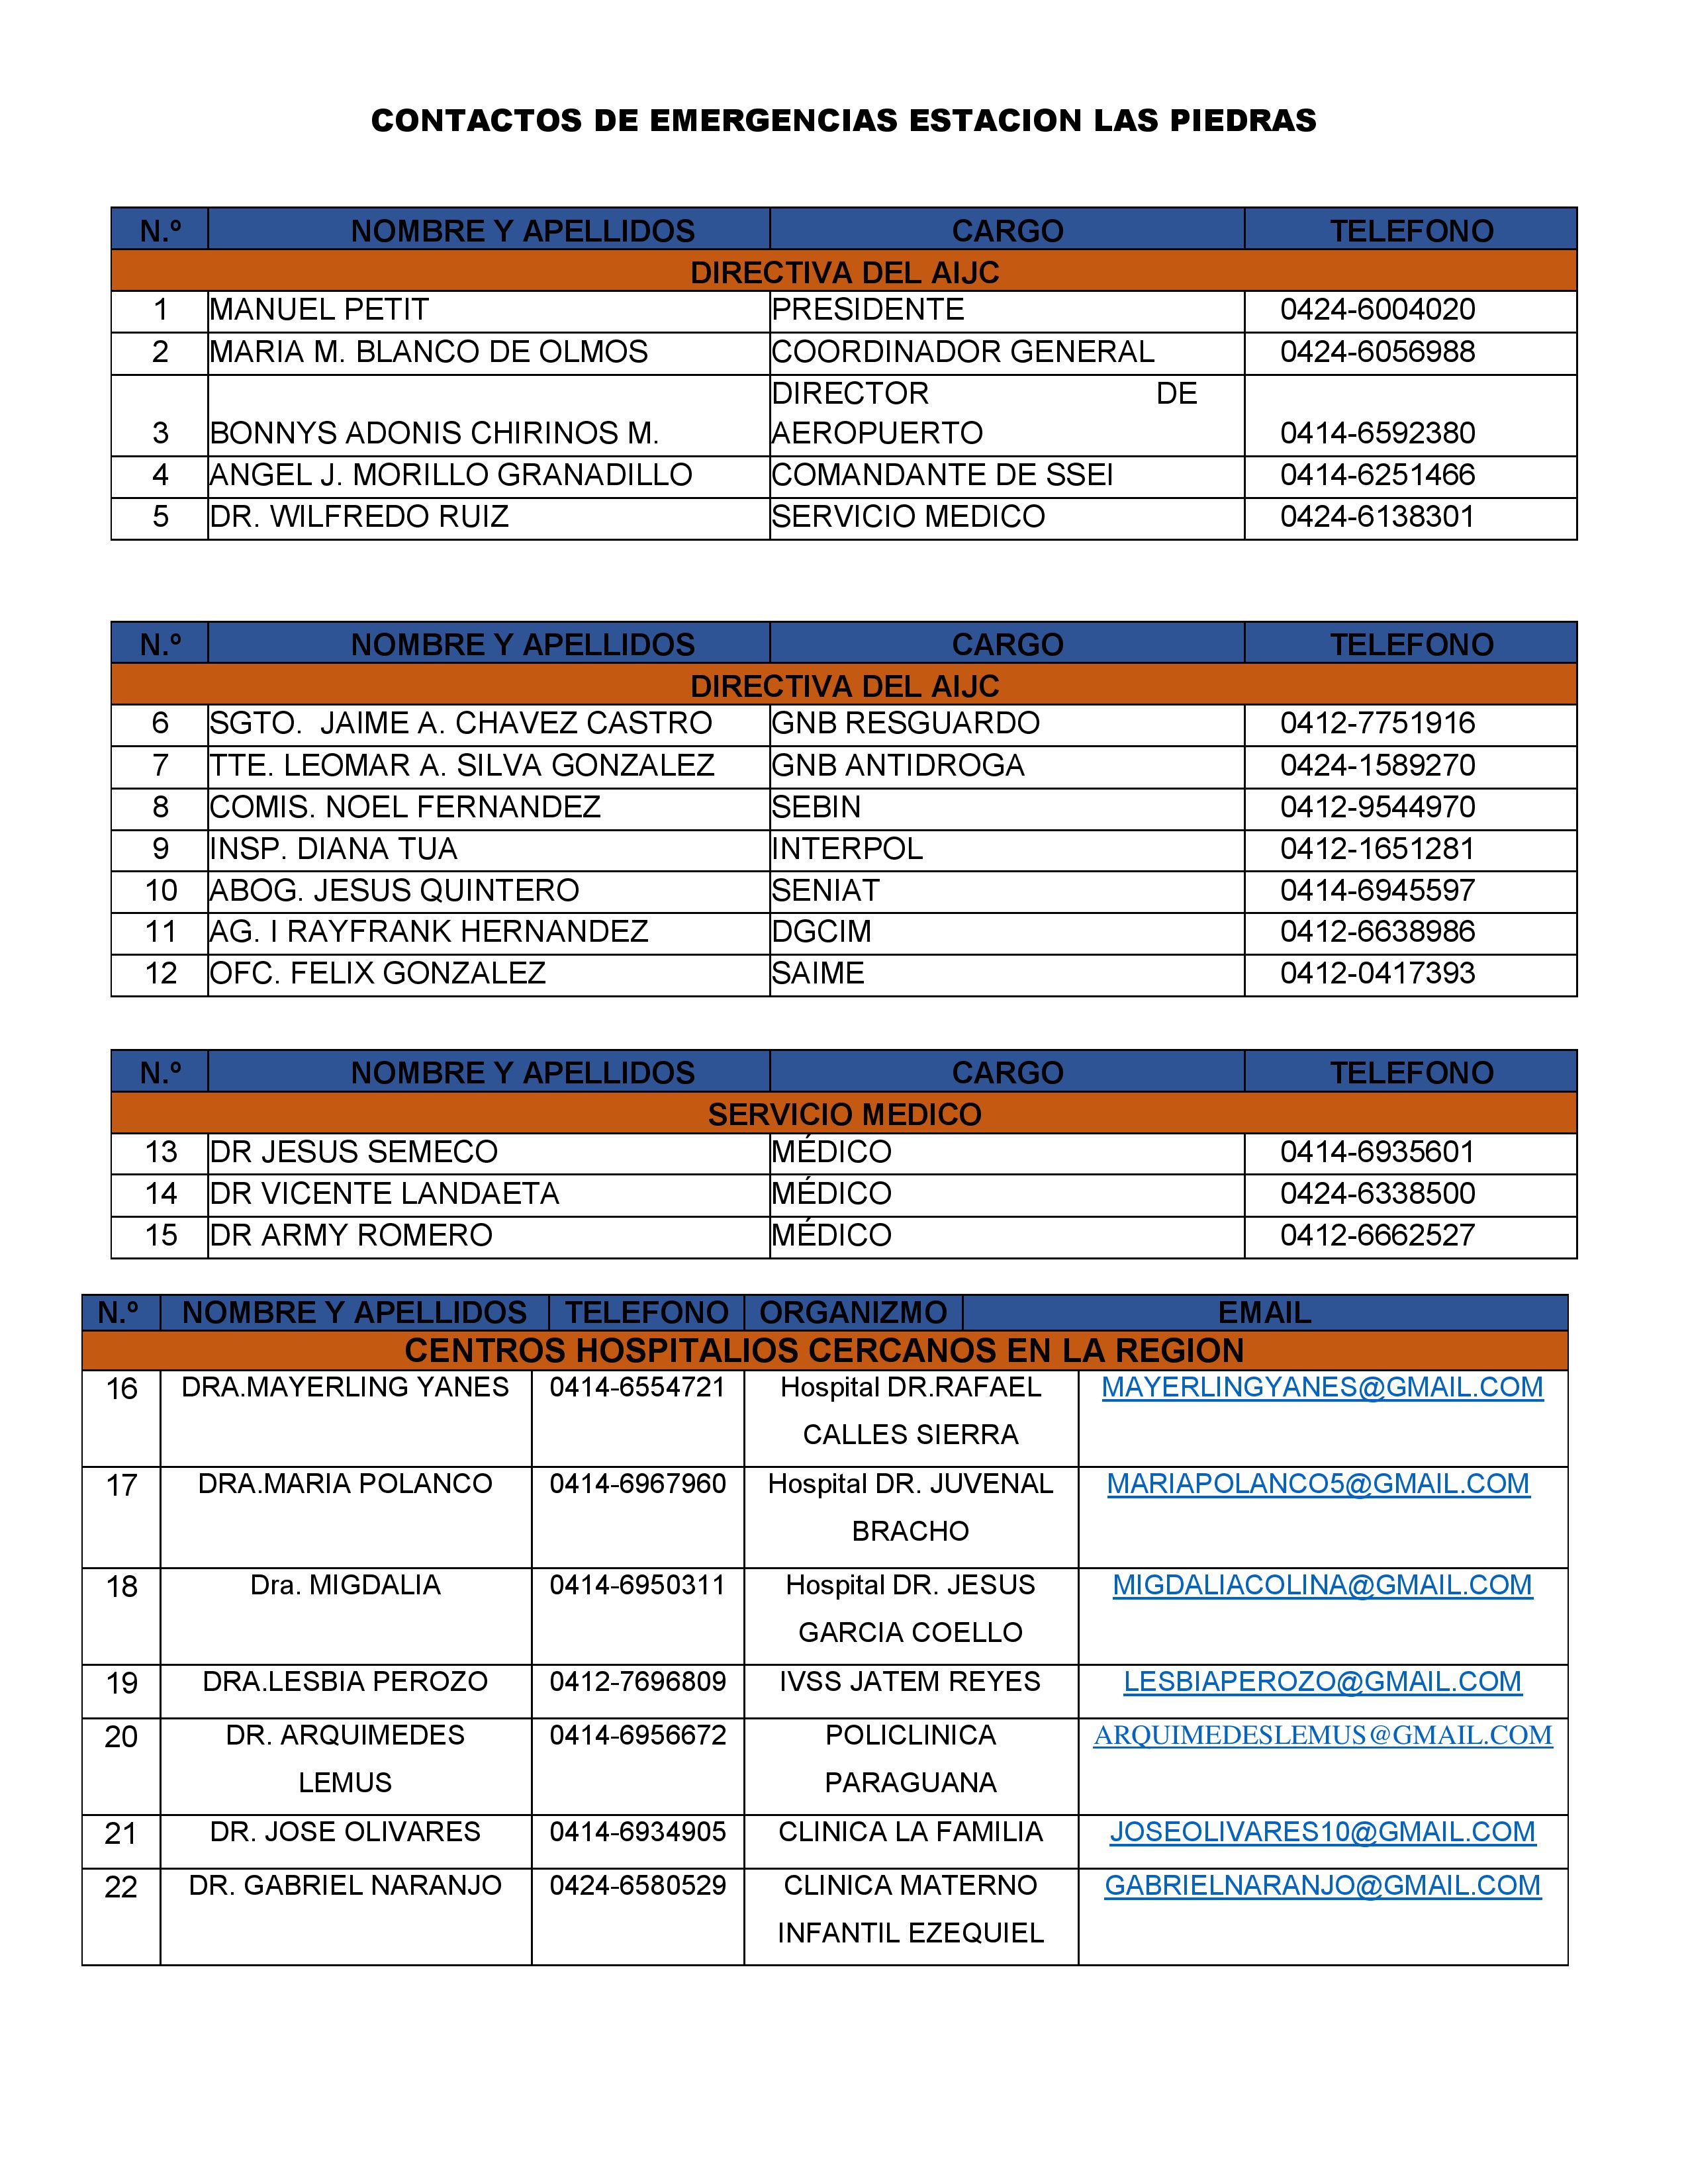 CONTACTOS DE EMERGENCIAS ESTACION LAS PIEDRAS
N.º NOMBRE Y APELLIDOS CARGO TELEFONO
DIRECTIVA DEL AIJC
1 MANUEL PETIT PRESIDENTE 0424-6004020
2 MARIA M. BLANCO DE OLMOS COORDINADOR GENERAL 0424-6056988
DIRECTOR DE
3 BONNYS ADONIS CHIRINOS M. AEROPUERTO 0414-6592380
4 ANGEL J. MORILLO GRANADILLO COMANDANTE DE SSEI 0414-6251466
5 DR. WILFREDO RUIZ SERVICIO MEDICO 0424-6138301
N.º NOMBRE Y APELLIDOS CARGO TELEFONO
DIRECTIVA DEL AIJC
6 SGTO. JAIME A. CHAVEZ CASTRO GNB RESGUARDO 0412-7751916
7 TTE. LEOMAR A. SILVA GONZALEZ GNB ANTIDROGA 0424-1589270
8 COMIS. NOEL FERNANDEZ SEBIN 0412-9544970
9 INSP. DIANA TUA INTERPOL 0412-1651281
10 ABOG. JESUS QUINTERO SENIAT 0414-6945597
11 AG. I RAYFRANK HERNANDEZ DGCIM 0412-6638986
12 OFC. FELIX GONZALEZ SAIME 0412-0417393
N.º NOMBRE Y APELLIDOS CARGO TELEFONO
SERVICIO MEDICO
13 DR JESUS SEMECO MÉDICO 0414-6935601
14 DR VICENTE LANDAETA MÉDICO 0424-6338500
15 DR ARMY ROMERO MÉDICO 0412-6662527
N.º NOMBRE Y APELLIDOS TELEFONO ORGANIZMO EMAIL
CENTROS HOSPITALIOS CERCANOS EN LA REGION
16 DRA.MAYERLING YANES 0414-6554721 Hospital DR.RAFAEL MAYERLINGYANES@GMAIL.COM
CALLES SIERRA
17 DRA.MARIA POLANCO 0414-6967960 Hospital DR. JUVENAL MARIAPOLANCO5@GMAIL.COM
BRACHO
18 Dra. MIGDALIA 0414-6950311 Hospital DR. JESUS MIGDALIACOLINA@GMAIL.COM
GARCIA COELLO
19 DRA.LESBIA PEROZO 0412-7696809 IVSS JATEM REYES LESBIAPEROZO@GMAIL.COM
20 DR. ARQUIMEDES 0414-6956672 POLICLINICA ARQUIMEDESLEMUS@GMAIL.COM
LEMUS PARAGUANA
21 DR. JOSE OLIVARES 0414-6934905 CLINICA LA FAMILIA JOSEOLIVARES10@GMAIL.COM
22 DR. GABRIEL NARANJO 0424-6580529 CLINICA MATERNO GABRIELNARANJO@GMAIL.COM
INFANTIL EZEQUIEL